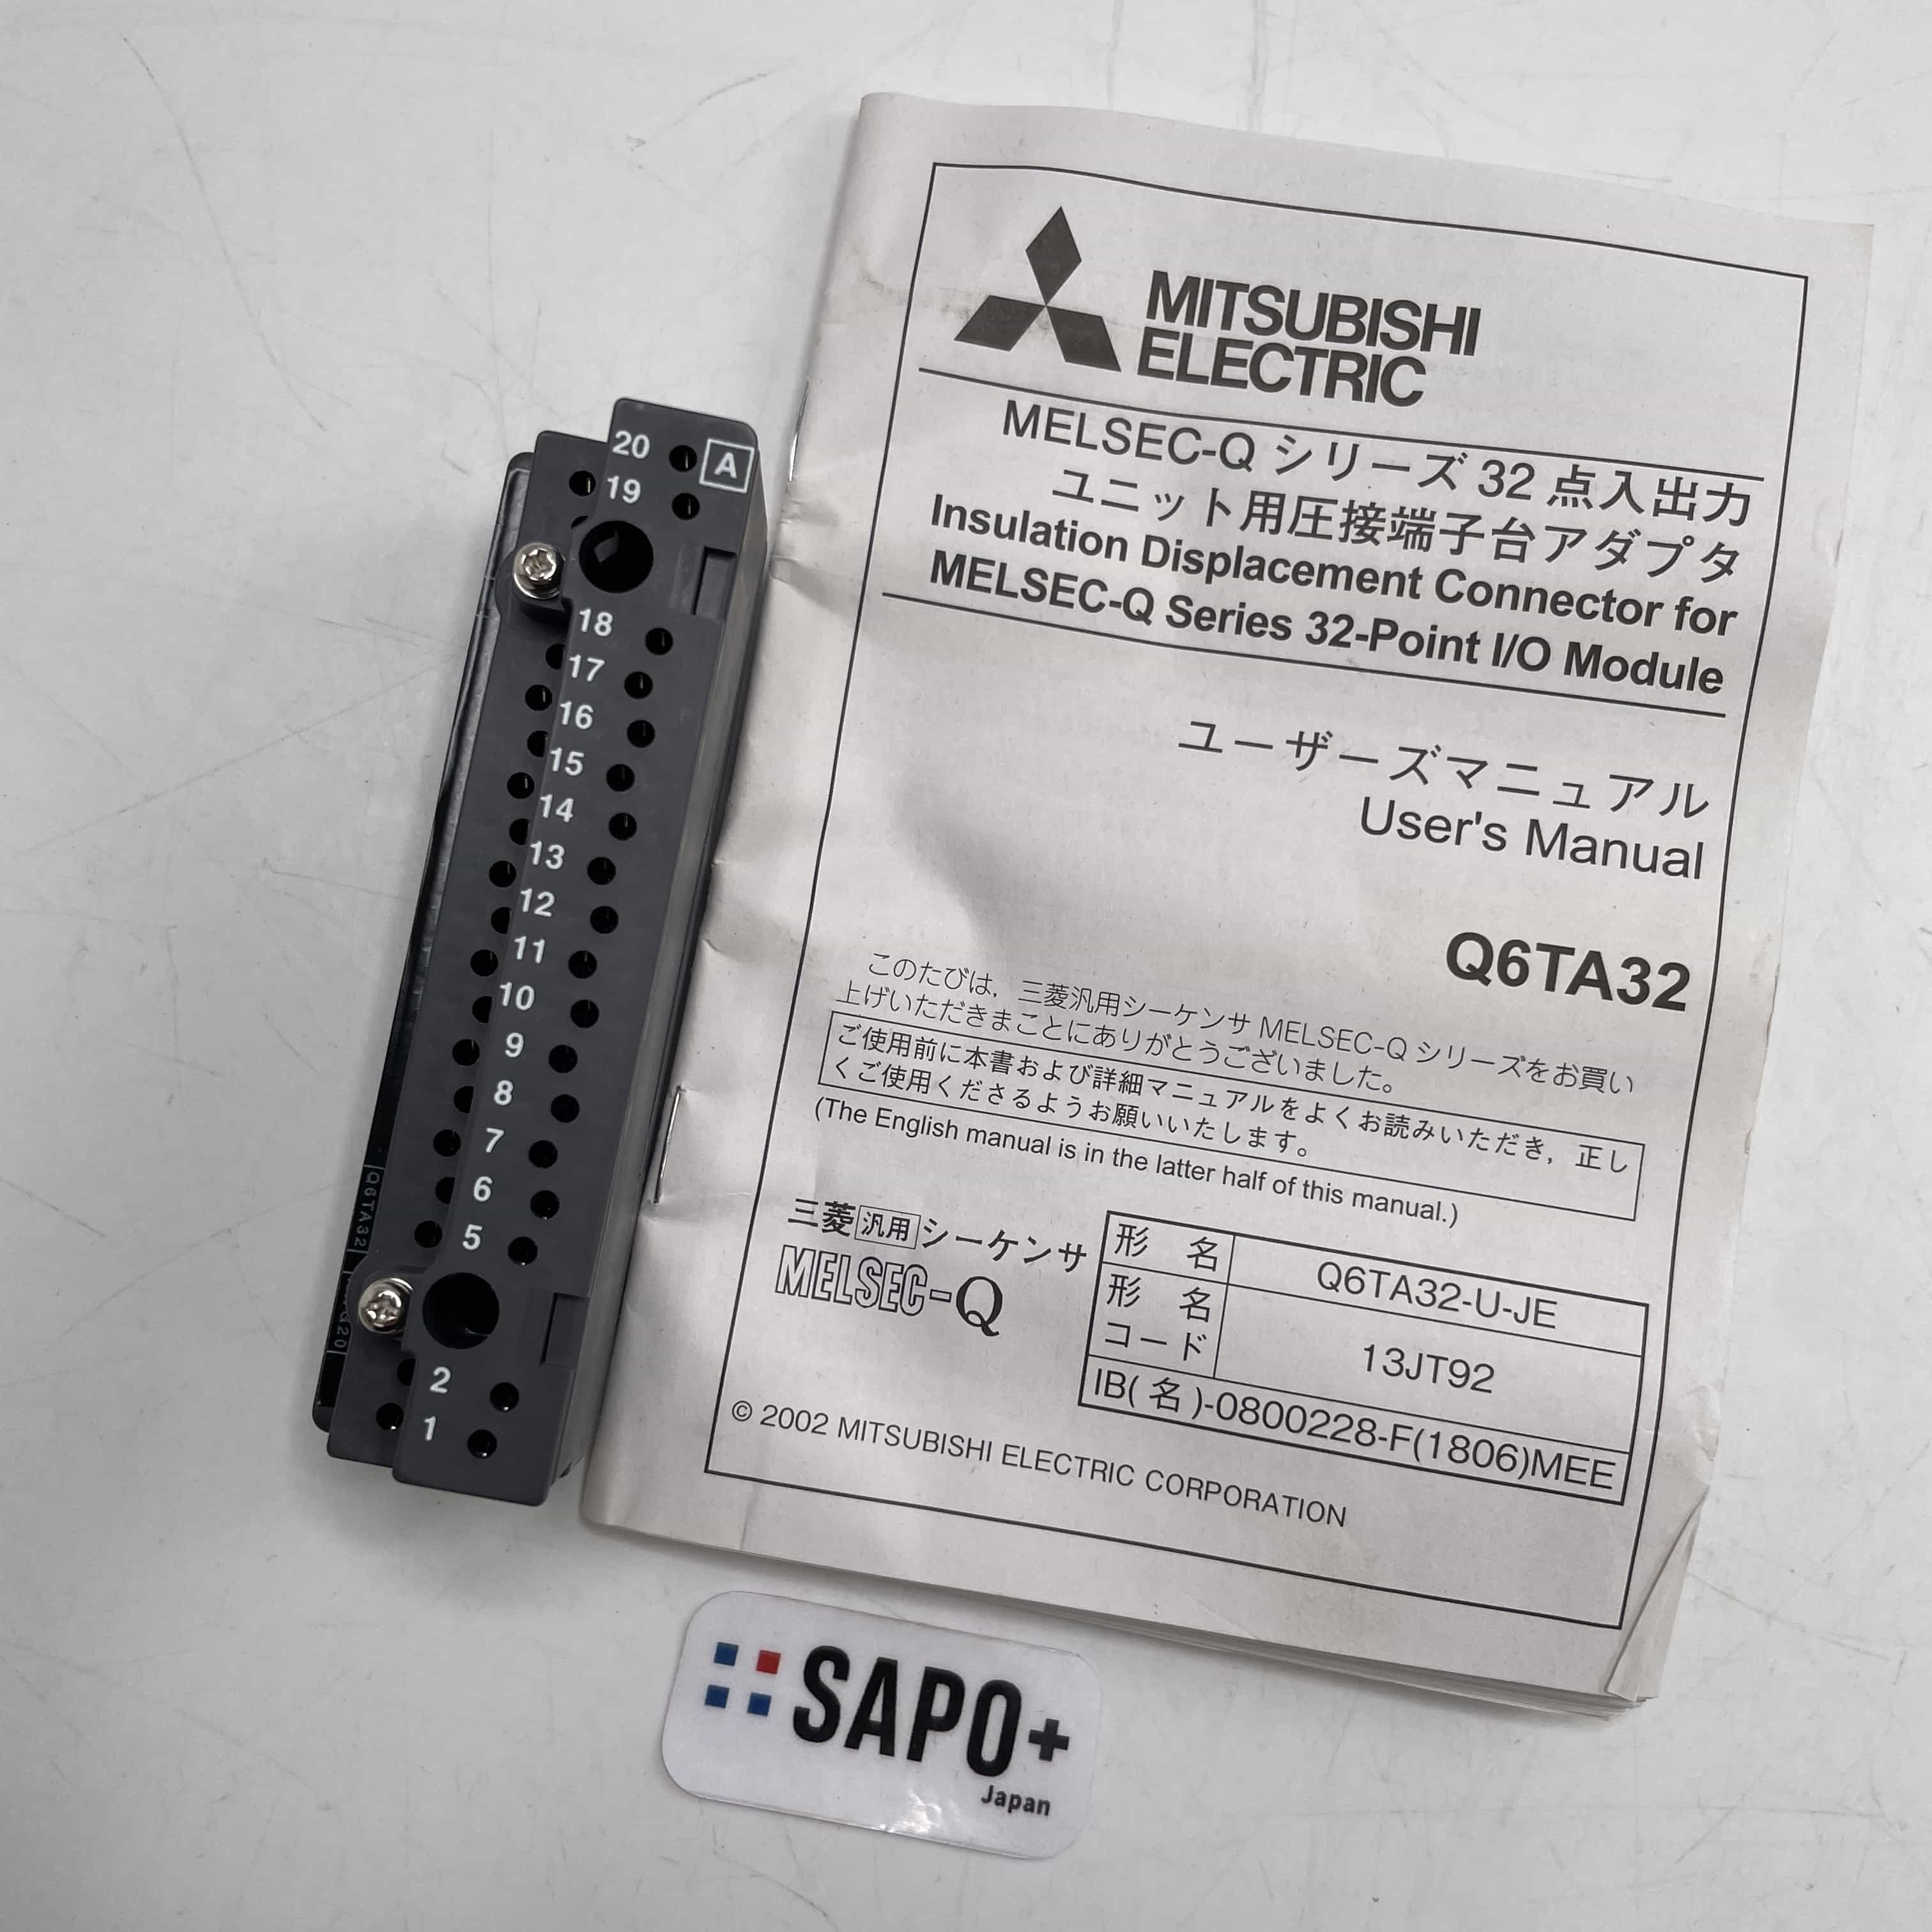 20
A
19
18
17
16
15
14
13
12
11
10
9
8
7
6
5
2
1
Q6TA32
MITSUBISHI
ELECTRIC
MELSEC-Q シリーズ 32 点入出力
ユニット用圧接端子台アダプタ
Insulation Displacement Connector for
MELSEC-Q Series 32-Point I/O Module
ユーザーズマニュアル
User's Manual
Q6TA32
このたびは，三菱汎用シーケンサ MELSEC-Q シリーズをお買い
上げいただきまことにありがとうございました。
ご使用前に本書および詳細マニュアルをよくお読みいただき，正し
くご使用くださるようお願いいたします。
(The English manual is in the latter half of this manual.)
三菱 汎用 シーケンサ
MELSEC-Q
形 名 Q6TA32-U-JE
形 名
コード 13JT92
IB(名)-0800228-F(1806)MEE
© 2002 MITSUBISHI ELECTRIC CORPORATION
SAPO+
Japan